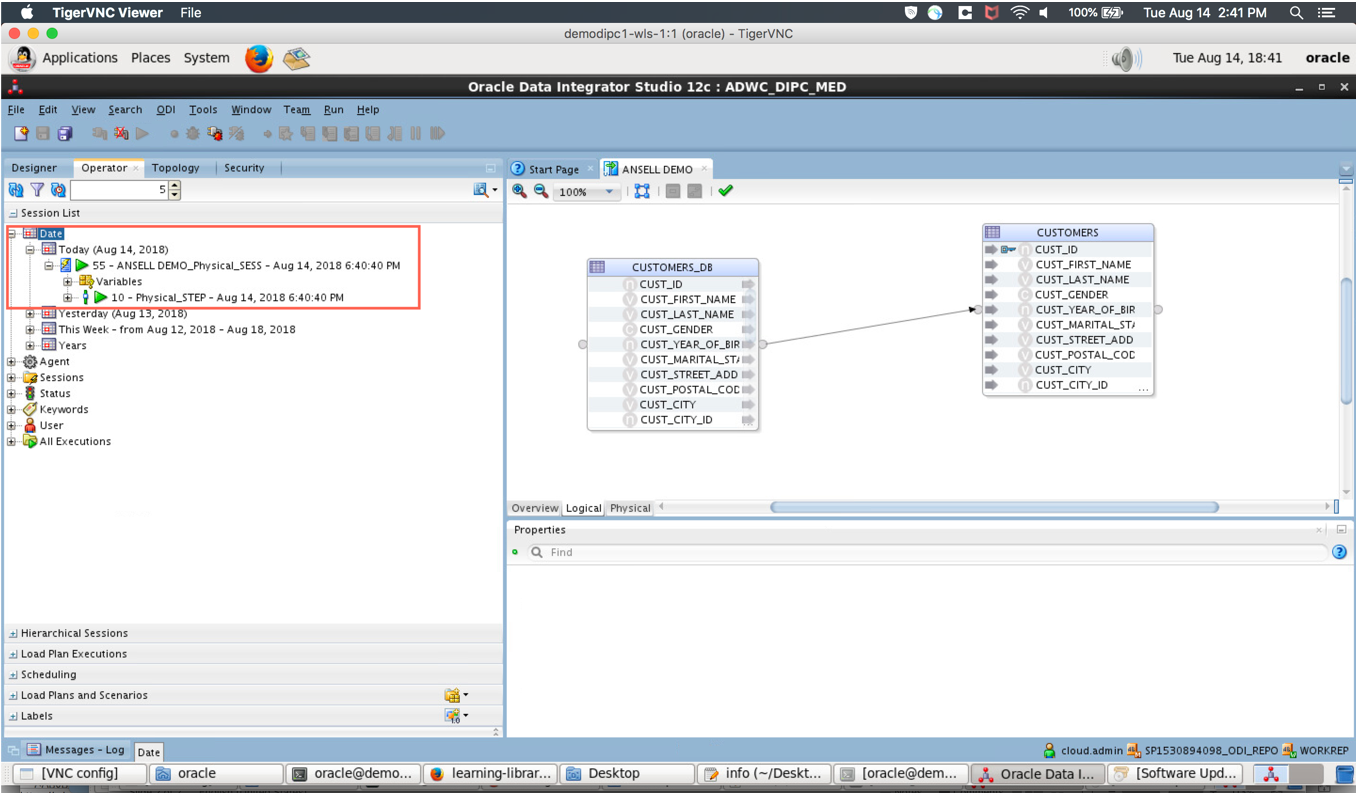 TigerVNC Viewer File 100% Tue Aug 14 2:41 PM
demodipc1-wls-1:1 (oracle) - TigerVNC
Applications Places System Tue Aug 14, 18:41 oracle
Oracle Data Integrator Studio 12c : ADWC_DIPC_MED
File Edit View Search ODI Tools Window Team Run Help
Designer Operator Topology Security
5
Session List
Date
Today (Aug 14, 2018)
55 - ANSELL DEMO_Physical_SESS - Aug 14, 2018 6:40:40 PM
Variables
10 - Physical_STEP - Aug 14, 2018 6:40:40 PM
Yesterday (Aug 13, 2018)
This Week - from Aug 12, 2018 - Aug 18, 2018
Years
Agent
Sessions
Status
Keywords
User
All Executions
Hierarchical Sessions
Load Plan Executions
Scheduling
Load Plans and Scenarios
Labels
Start Page ANSELL DEMO
100%
CUSTOMERS_DB
CUST_ID
CUST_FIRST_NAME
CUST_LAST_NAME
CUST_GENDER
CUST_YEAR_OF_BIR
CUST_MARITAL_STA
CUST_STREET_ADD
CUST_POSTAL_COD
CUST_CITY
CUST_CITY_ID
...
CUSTOMERS
CUST_ID
CUST_FIRST_NAME
CUST_LAST_NAME
CUST_GENDER
CUST_YEAR_OF_BIR
CUST_MARITAL_STA
CUST_STREET_ADD
CUST_POSTAL_COD
CUST_CITY
CUST_CITY_ID
...
Overview Logical Physical
Properties
Find
Messages - Log Date cloud.admin SP1530894098_ODI_REPO WORKREP
[VNC config] oracle oracle@demo... learning-librar... Desktop info (~/Deskt... [oracle@dem... Oracle Data I... [Software Upd...